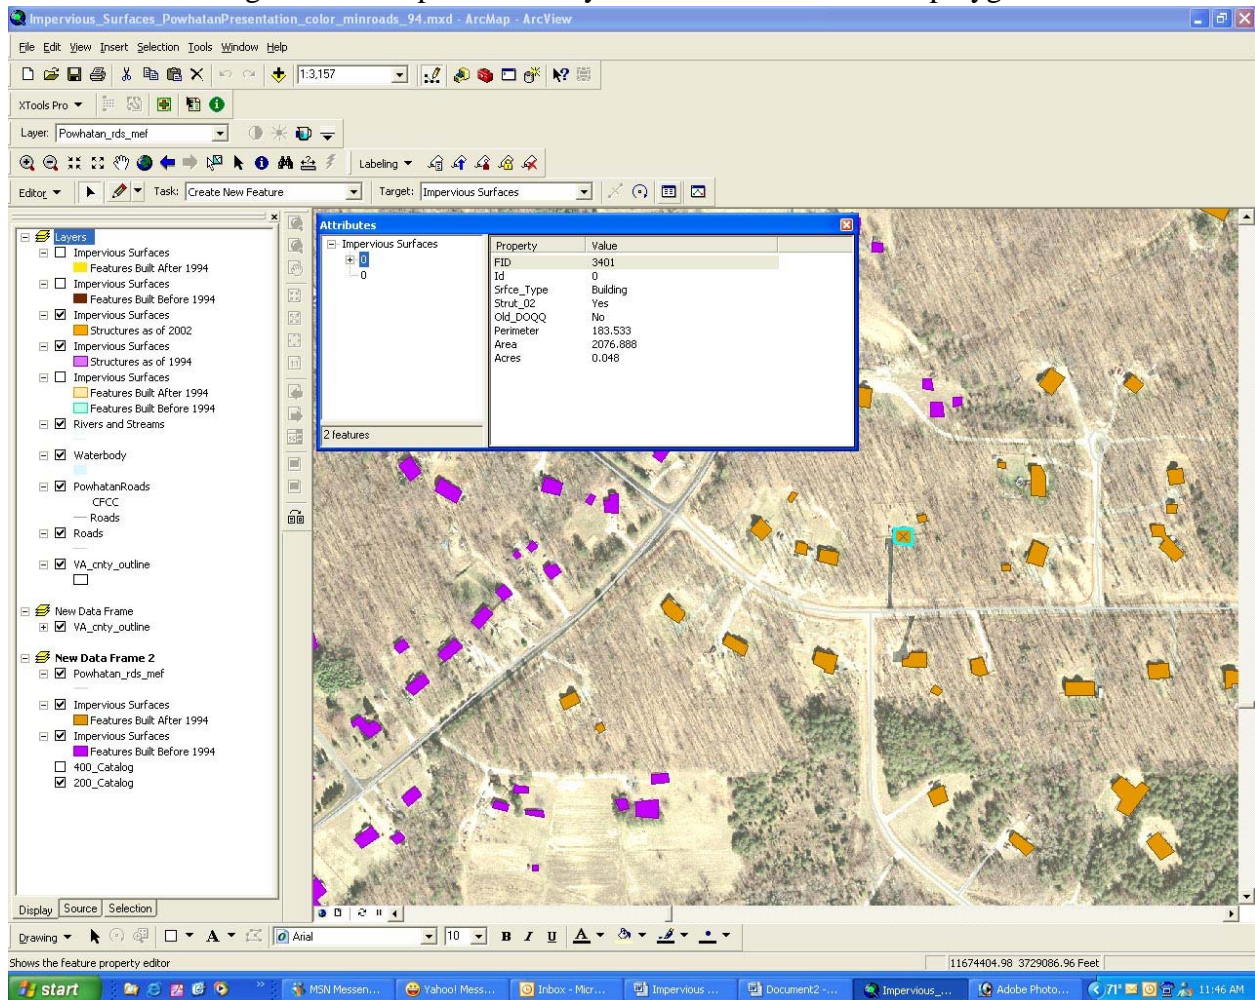 Impervious_Surfaces_PowhatanPresentation_color_minroads_94.mxd - ArcMap - ArcView
File Edit View Insert Selection Tools Window Help
1:3,157
XTools Pro
Layer: Powhatan_rds_mef
Labeling
Editor Task: Create New Feature Target: Impervious Surfaces
Layers
Impervious Surfaces
Features Built After 1994
Impervious Surfaces
Features Built Before 1994
Impervious Surfaces
Structures as of 2002
Impervious Surfaces
Structures as of 1994
Impervious Surfaces
Features Built After 1994
Features Built Before 1994
Rivers and Streams
Waterbody
PowhatanRoads
CFCC
Roads
Roads
VA_cnty_outline
New Data Frame
VA_cnty_outline
New Data Frame 2
Powhatan_rds_mef
Impervious Surfaces
Features Built After 1994
Impervious Surfaces
Features Built Before 1994
400_Catalog
200_Catalog
Attributes
Impervious Surfaces
0
0
2 features
Property Value
FID 3401
Id 0
Srfce_Type Building
Strut_02 Yes
Old_DOQQ No
Perimeter 183.533
Area 2076.888
Acres 0.048
Display Source Selection
Drawing A Arial 10 B I U A
Shows the feature property editor
11674404.98 3729086.96 Feet
start
MSN Messen...
Yahoo! Mess...
Inbox - Micr...
Impervious ...
Document2 -...
Impervious_...
Adobe Photo...
71°
11:46 AM